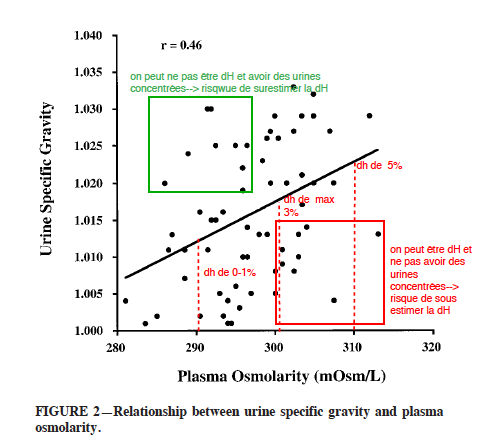 1.040
r = 0.46
1.035
on peut ne pas être dH et avoir des urines
concentrées--> risqwue de surestimer la dH
1.030
1.025
Urine Specific Gravity
1.020
dh de 5%
dh de max
3%
1.015
on peut être dH et
ne pas avoir des
urines
concentrées-->
risque de sous
estimer la dH
1.010
dh de 0-1%
1.005
1.000
280 290 300 310 320
Plasma Osmolarity (mOsm/L)
FIGURE 2—Relationship between urine specific gravity and plasma
osmolarity.